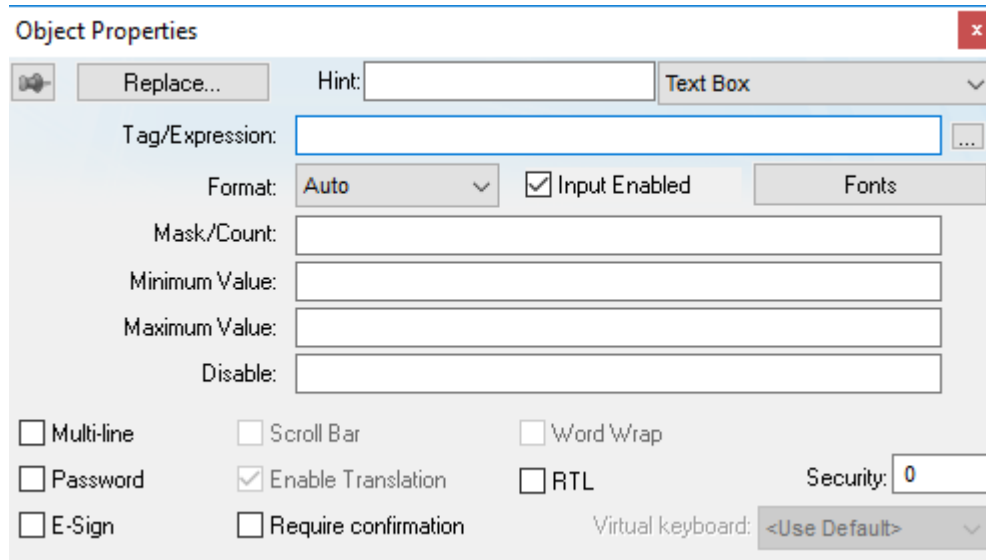 Object Properties x
Replace... Hint: Text Box
Tag/Expression: ...
Format: Auto Input Enabled Fonts
Mask/Count:
Minimum Value:
Maximum Value:
Disable:
Multi-line Scroll Bar Word Wrap
Password Enable Translation RTL Security: 0
E-Sign Require confirmation Virtual keyboard: <Use Default>